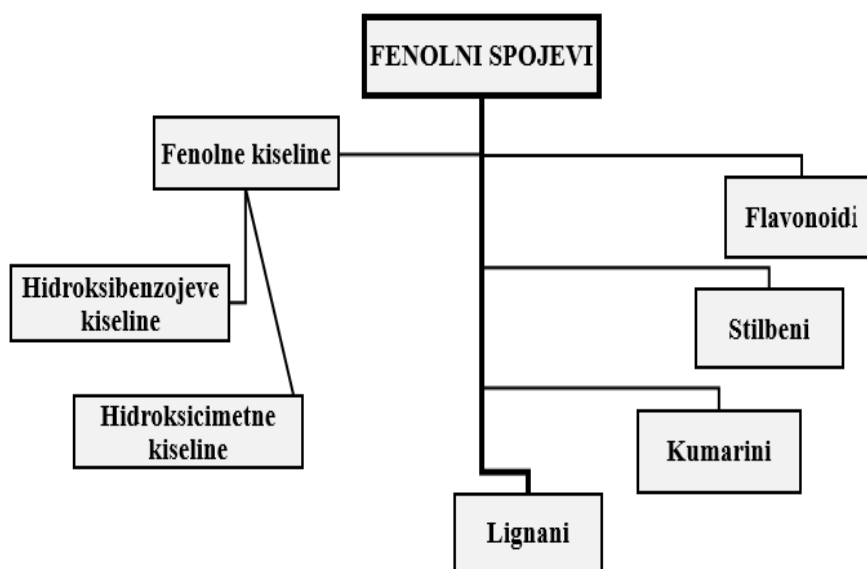 FENOLNI SPOJEVI
Fenolne kiseline
Flavonoidi
Hidroksibenzojeve
kiseline
Stilbeni
Hidroksicimetne
kiseline
Kumarini
Lignani